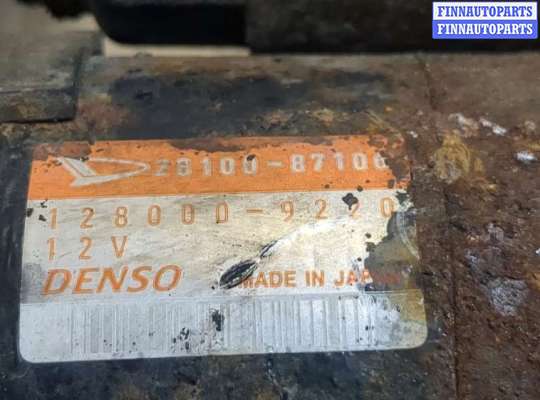 FINNAUTOPARTS
FINNAUTOPARTS
28100-87106
128000-9220
12V
DENSO
MADE IN JAPAN